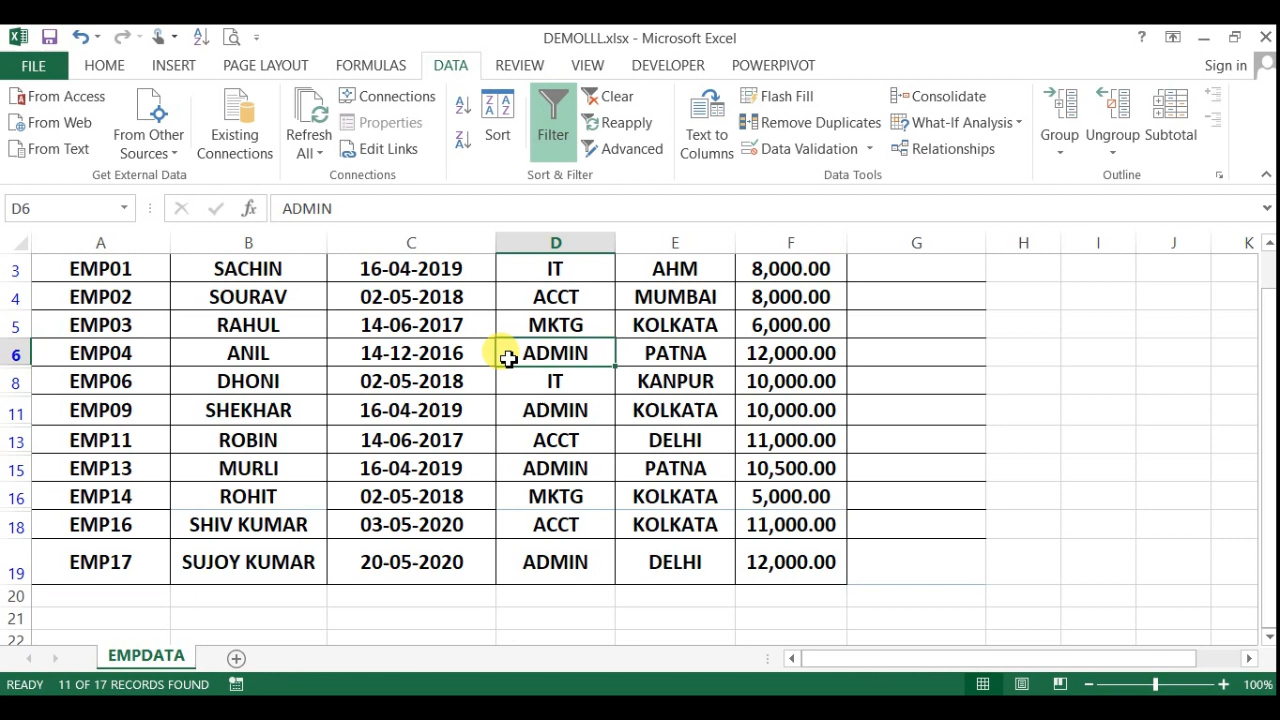 DEMOLLL.xlsx - Microsoft Excel
?
FILE HOME INSERT PAGE LAYOUT FORMULAS DATA REVIEW VIEW DEVELOPER POWERPIVOT Sign in
From Access
From Web
From Text
From Other
Sources
Existing
Connections
Get External Data
Refresh
All
Connections
Properties
Edit Links
Connections
Sort
Filter
Clear
Reapply
Advanced
Sort & Filter
Text to
Columns
Flash Fill
Remove Duplicates
Data Validation
Consolidate
What-If Analysis
Relationships
Data Tools
Group
Ungroup
Subtotal
Outline
D6 fx ADMIN
A B C D E F G H I J K
3 EMP01 SACHIN 16-04-2019 IT AHM 8,000.00
4 EMP02 SOURAV 02-05-2018 ACCT MUMBAI 8,000.00
5 EMP03 RAHUL 14-06-2017 MKTG KOLKATA 6,000.00
6 EMP04 ANIL 14-12-2016 ADMIN PATNA 12,000.00
8 EMP06 DHONI 02-05-2018 IT KANPUR 10,000.00
11 EMP09 SHEKHAR 16-04-2019 ADMIN KOLKATA 10,000.00
13 EMP11 ROBIN 14-06-2017 ACCT DELHI 11,000.00
15 EMP13 MURLI 16-04-2019 ADMIN PATNA 10,500.00
16 EMP14 ROHIT 02-05-2018 MKTG KOLKATA 5,000.00
18 EMP16 SHIV KUMAR 03-05-2020 ACCT KOLKATA 11,000.00
19 EMP17 SUJOY KUMAR 20-05-2020 ADMIN DELHI 12,000.00
20
21
22
EMPDATA
READY 11 OF 17 RECORDS FOUND 100%